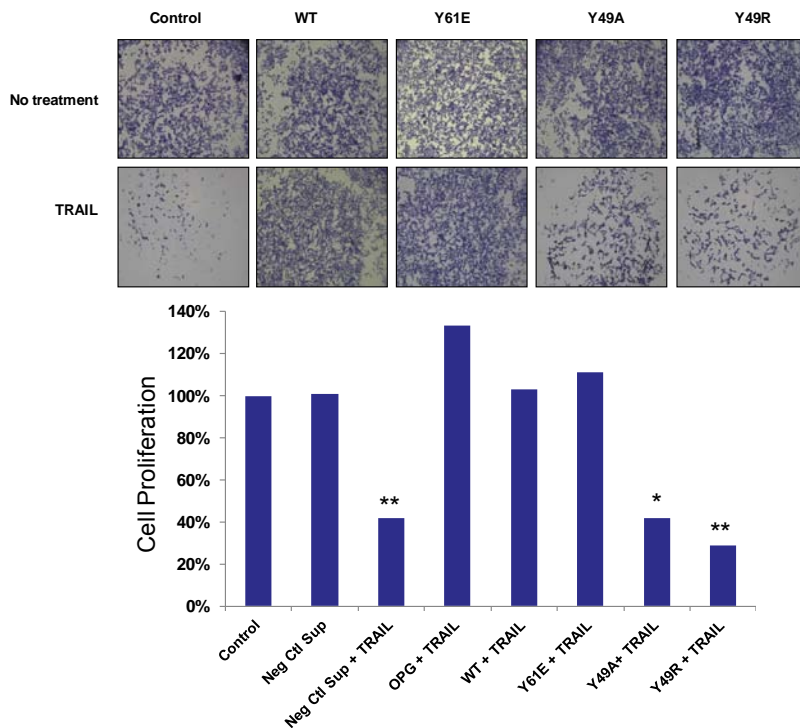 Control WT Y61E Y49A Y49R
No treatment
TRAIL
140%
120%
100%
80%
60%
40%
20%
0%
Cell Proliferation
**
*
**
Control
Neg Ctl Sup
Neg Ctl Sup + TRAIL
OPG + TRAIL
WT + TRAIL
Y61E + TRAIL
Y49A+ TRAIL
Y49R + TRAIL